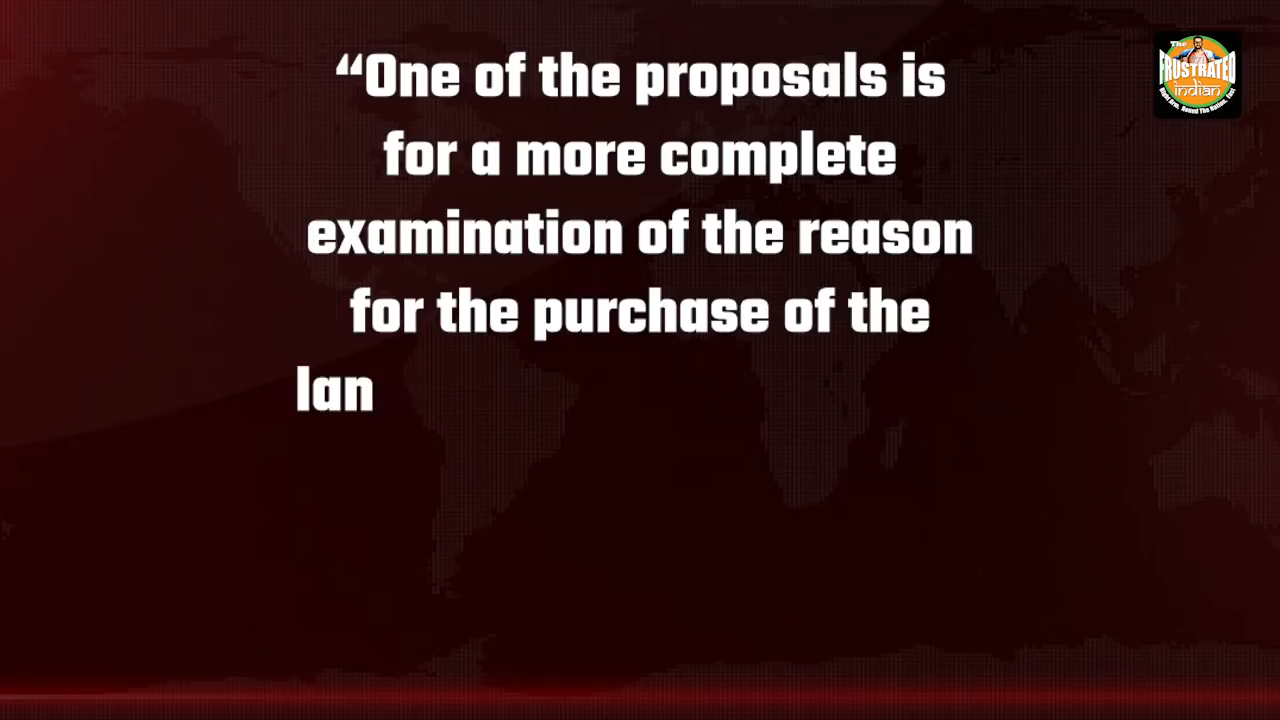 “One of the proposals is
for a more complete
examination of the reason
for the purchase of the
lan
The
FRUSTRATED
indian